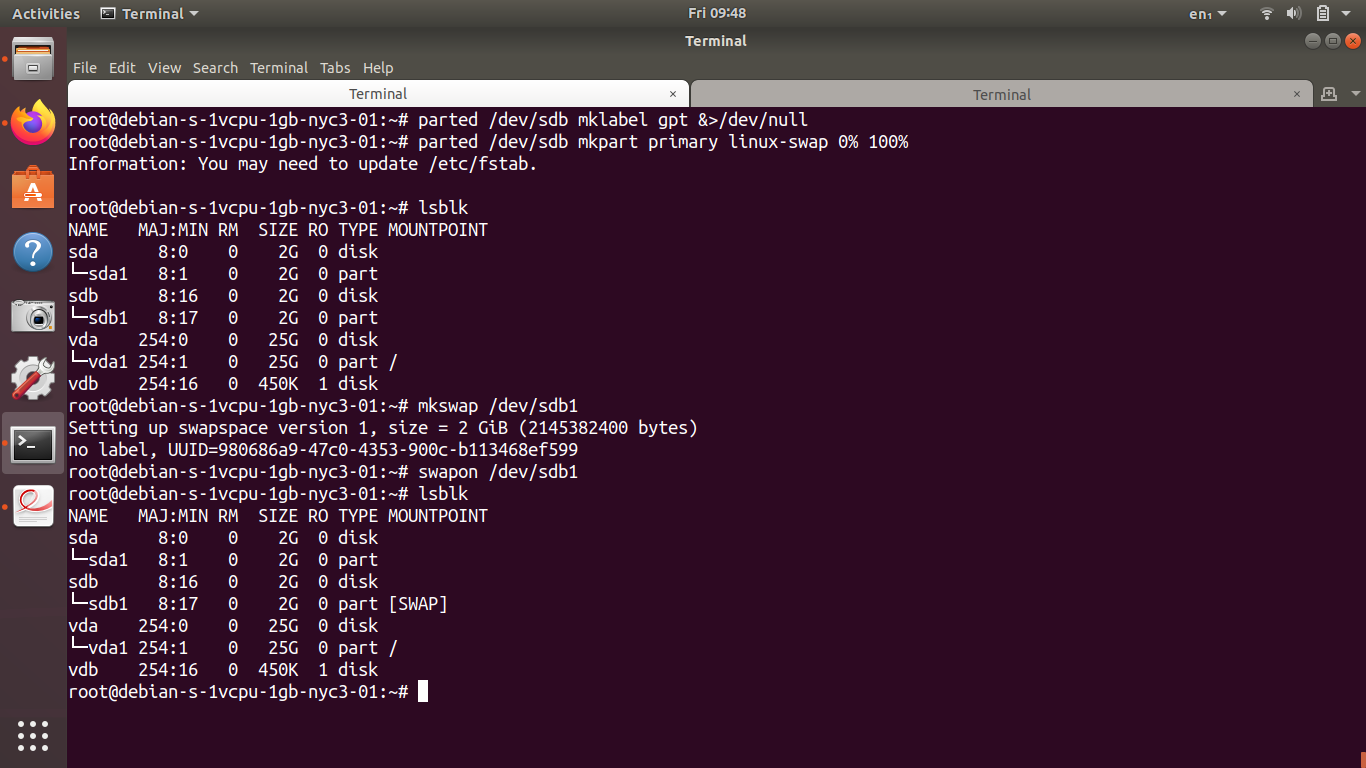 Activities Terminal Fri 09:48 en₁
Terminal
File Edit View Search Terminal Tabs Help
Terminal × Terminal ×
root@debian-s-1vcpu-1gb-nyc3-01:~# parted /dev/sdb mklabel gpt &>/dev/null
root@debian-s-1vcpu-1gb-nyc3-01:~# parted /dev/sdb mkpart primary linux-swap 0% 100%
Information: You may need to update /etc/fstab.
root@debian-s-1vcpu-1gb-nyc3-01:~# lsblk
NAME   MAJ:MIN RM  SIZE RO TYPE MOUNTPOINT
sda      8:0    0    2G  0 disk
└─sda1   8:1    0    2G  0 part
sdb      8:16   0    2G  0 disk
└─sdb1   8:17   0    2G  0 part
vda    254:0    0   25G  0 disk
└─vda1 254:1    0   25G  0 part /
vdb    254:16   0  450K  1 disk
root@debian-s-1vcpu-1gb-nyc3-01:~# mkswap /dev/sdb1
Setting up swapspace version 1, size = 2 GiB (2145382400 bytes)
no label, UUID=980686a9-47c0-4353-900c-b113468ef599
root@debian-s-1vcpu-1gb-nyc3-01:~# swapon /dev/sdb1
root@debian-s-1vcpu-1gb-nyc3-01:~# lsblk
NAME   MAJ:MIN RM  SIZE RO TYPE MOUNTPOINT
sda      8:0    0    2G  0 disk
└─sda1   8:1    0    2G  0 part
sdb      8:16   0    2G  0 disk
└─sdb1   8:17   0    2G  0 part [SWAP]
vda    254:0    0   25G  0 disk
└─vda1 254:1    0   25G  0 part /
vdb    254:16   0  450K  1 disk
root@debian-s-1vcpu-1gb-nyc3-01:~#